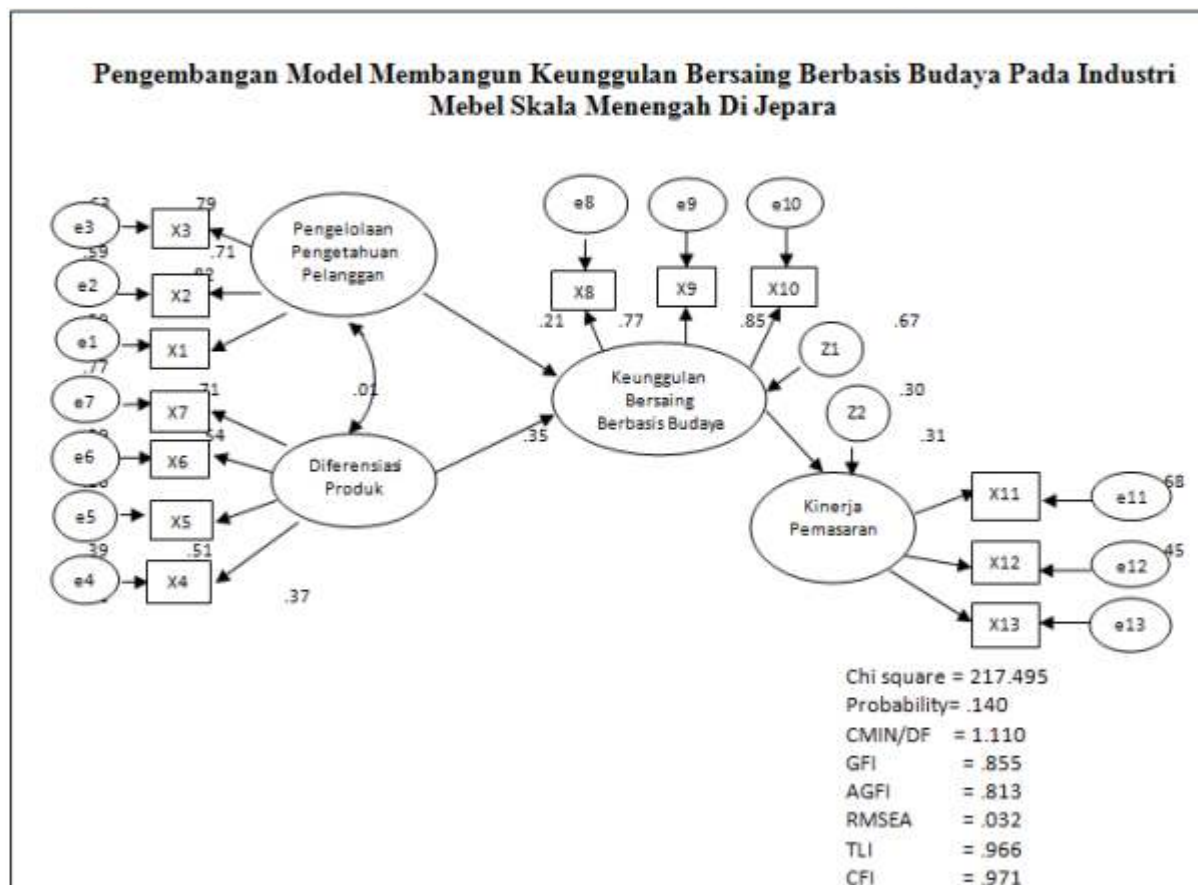 Pengembangan Model Membangun Keunggulan Bersaing Berbasis Budaya Pada Industri
Mebel Skala Menengah Di Jepara
e3
X3
.79
.59
.71
e2
X2
e1
X1
.77
Pengelolaan
Pengetahuan
Pelanggan
e7
X7
.01
e6
X6
e5
X5
.39
.51
e4
X4
.37
Diferensiasi
Produk
.35
e8
e9
e10
X8
X9
X10
.21
.77
.85
.67
Z1
Keunggulan
Bersaing
Berbasis Budaya
.30
Z2
.31
Kinerja
Pemasaran
X11
e11
X12
e12
X13
e13
Chi square = 217.495
Probability= .140
CMIN/DF = 1.110
GFI = .855
AGFI = .813
RMSEA = .032
TLI = .966
CFI = .971